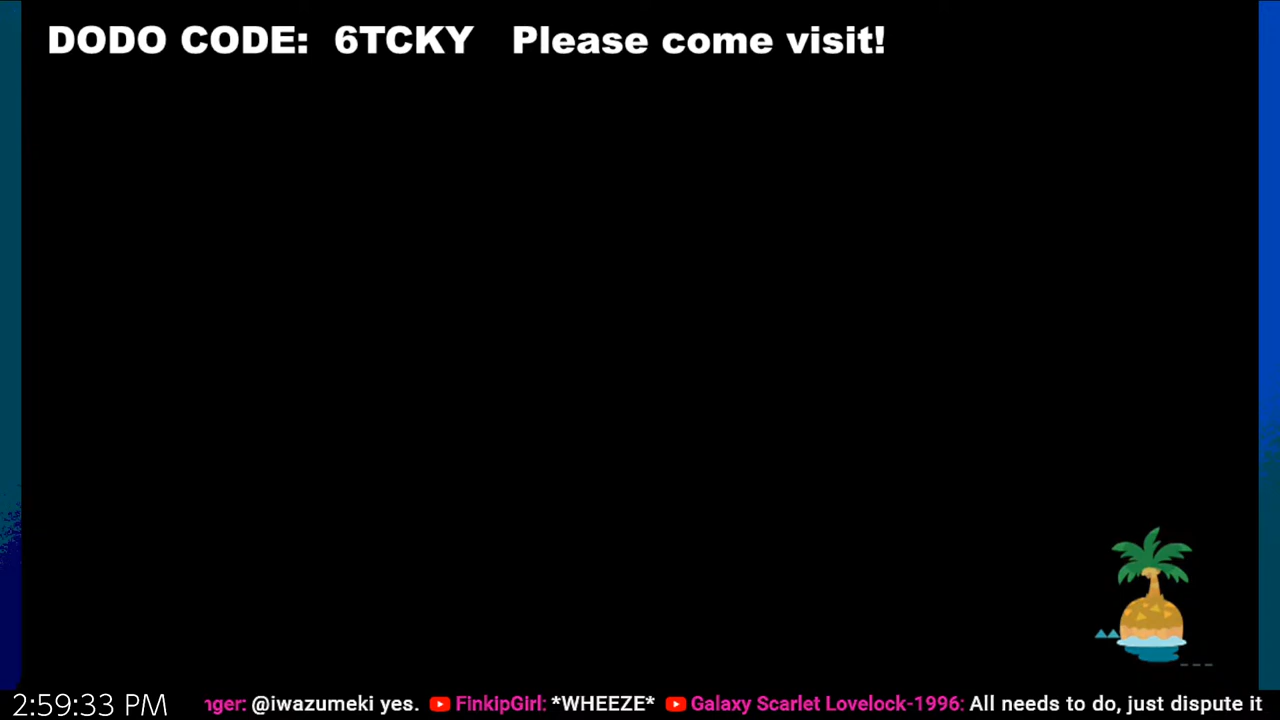 DODO CODE: 6TCKY Please come visit!
2:59:33 PM nger: @iwazumeki yes. FinkipGirl: *WHEEZE* Galaxy Scarlet Lovelock-1996: All needs to do, just dispute it